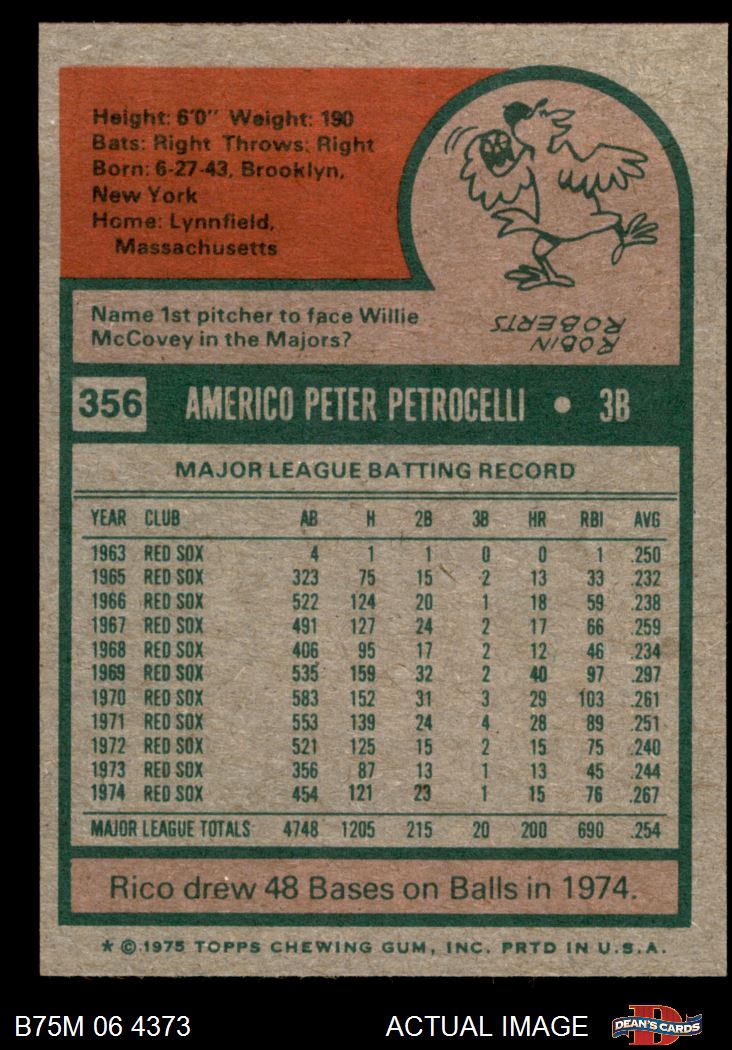 Height: 6'0" Weight: 190
Bats: Right Throws: Right
Born: 6-27-43, Brooklyn,
New York
Home: Lynnfield,
Massachusetts
Name 1st pitcher to face Willie
McCovey in the Majors?
ROBIN
ROBERTS
356 AMERICO PETER PETROCELLI • 3B
MAJOR LEAGUE BATTING RECORD
YEAR CLUB AB H 2B 3B HR RBI AVG
1963 RED SOX 4 1 1 0 0 1 .250
1965 RED SOX 323 75 15 2 13 33 .232
1966 RED SOX 522 124 20 1 18 59 .238
1967 RED SOX 491 127 24 2 17 66 .259
1968 RED SOX 406 95 17 2 12 46 .234
1969 RED SOX 535 159 32 2 40 97 .297
1970 RED SOX 583 152 31 3 29 103 .261
1971 RED SOX 553 139 24 4 28 89 .251
1972 RED SOX 521 125 15 2 15 75 .240
1973 RED SOX 356 87 13 1 13 45 .244
1974 RED SOX 454 121 23 1 15 76 .267
MAJOR LEAGUE TOTALS 4748 1205 215 20 200 690 .254
Rico drew 48 Bases on Balls in 1974.
* © 1975 TOPPS CHEWING GUM, INC. PRTD IN U.S.A.
B75M 06 4373 ACTUAL IMAGE D DEAN'S CARDS